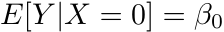 E[Y|X = 0] = β₀